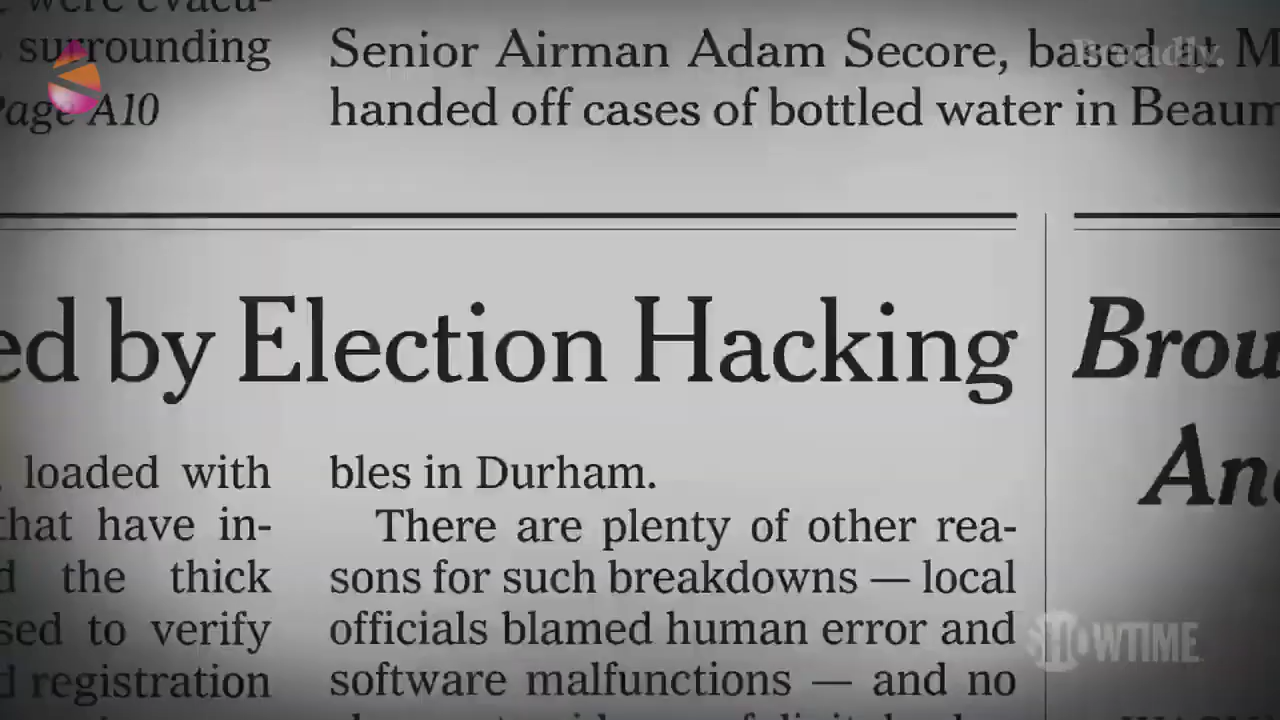 surrounding
Page A10
Senior Airman Adam Secore, based at M
handed off cases of bottled water in Beaum
Broadly.
ed by Election Hacking
loaded with
that have in-
d the thick
sed to verify
d registration
bles in Durham.
There are plenty of other rea-
sons for such breakdowns — local
officials blamed human error and
software malfunctions — and no
Brou
And
SHOWTIME